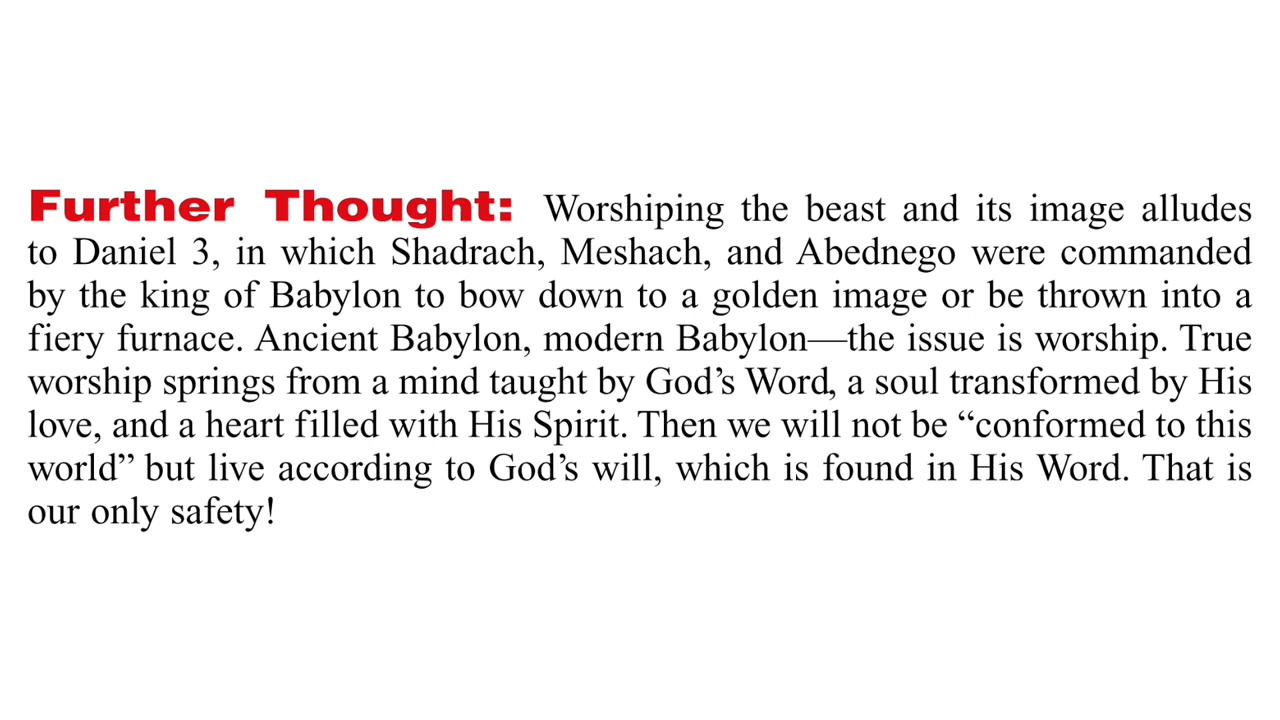 Further Thought: Worshiping the beast and its image alludes
to Daniel 3, in which Shadrach, Meshach, and Abednego were commanded
by the king of Babylon to bow down to a golden image or be thrown into a
fiery furnace. Ancient Babylon, modern Babylon—the issue is worship. True
worship springs from a mind taught by God’s Word, a soul transformed by His
love, and a heart filled with His Spirit. Then we will not be “conformed to this
world” but live according to God’s will, which is found in His Word. That is
our only safety!